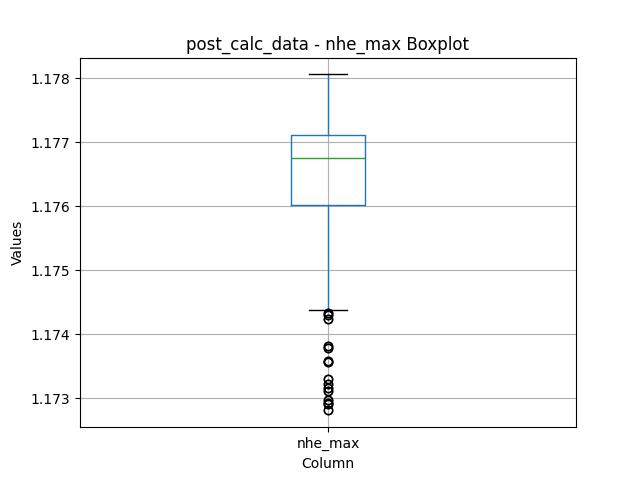 post_calc_data - nhe_max Boxplot
1.178
1.177
1.176
1.175
1.174
1.173
Values
nhe_max
Column